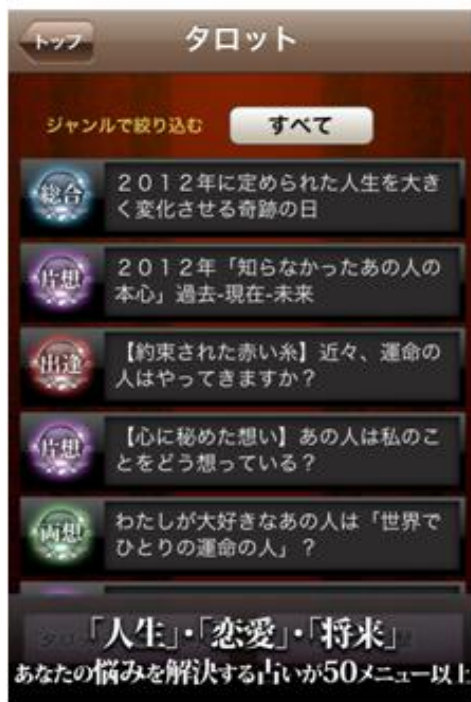 トップ
タロット
ジャンルで絞り込む
すべて
総合
２０１２年に定められた人生を大き
く変化させる奇跡の日
片想
２０１２年「知らなかったあの人の
本心」過去-現在-未来
出逢
【約束された赤い糸】近々、運命の
人はやってきますか？
片想
【心に秘めた想い】あの人は私のこ
とをどう想っている？
両想
わたしが大好きなあの人は「世界で
ひとりの運命の人」？
「人生」・「恋愛」・「将来」
あなたの悩みを解決する占いが50メニュー以上